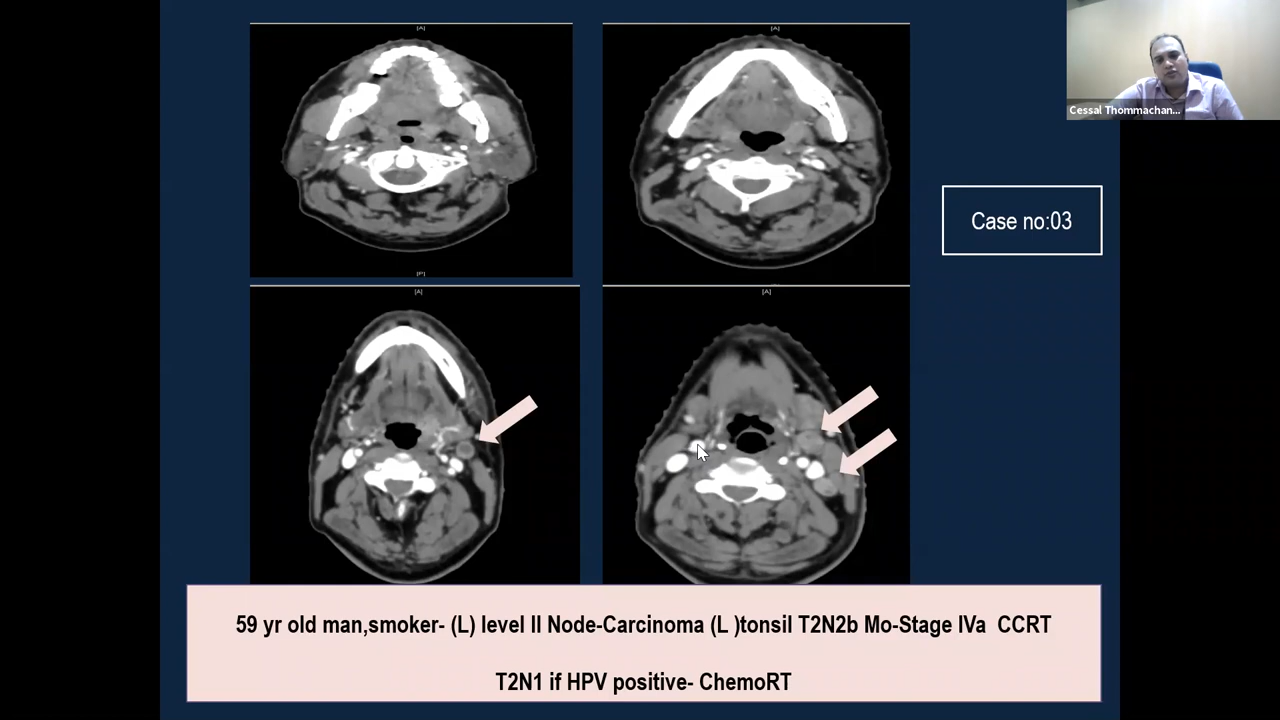 [A]
[A]
Cessal Thommachan...
Case no:03
[P]
[A]
[A]
59 yr old man,smoker- (L) level II Node-Carcinoma (L )tonsil T2N2b Mo-Stage IVa CCRT
T2N1 if HPV positive- ChemoRT